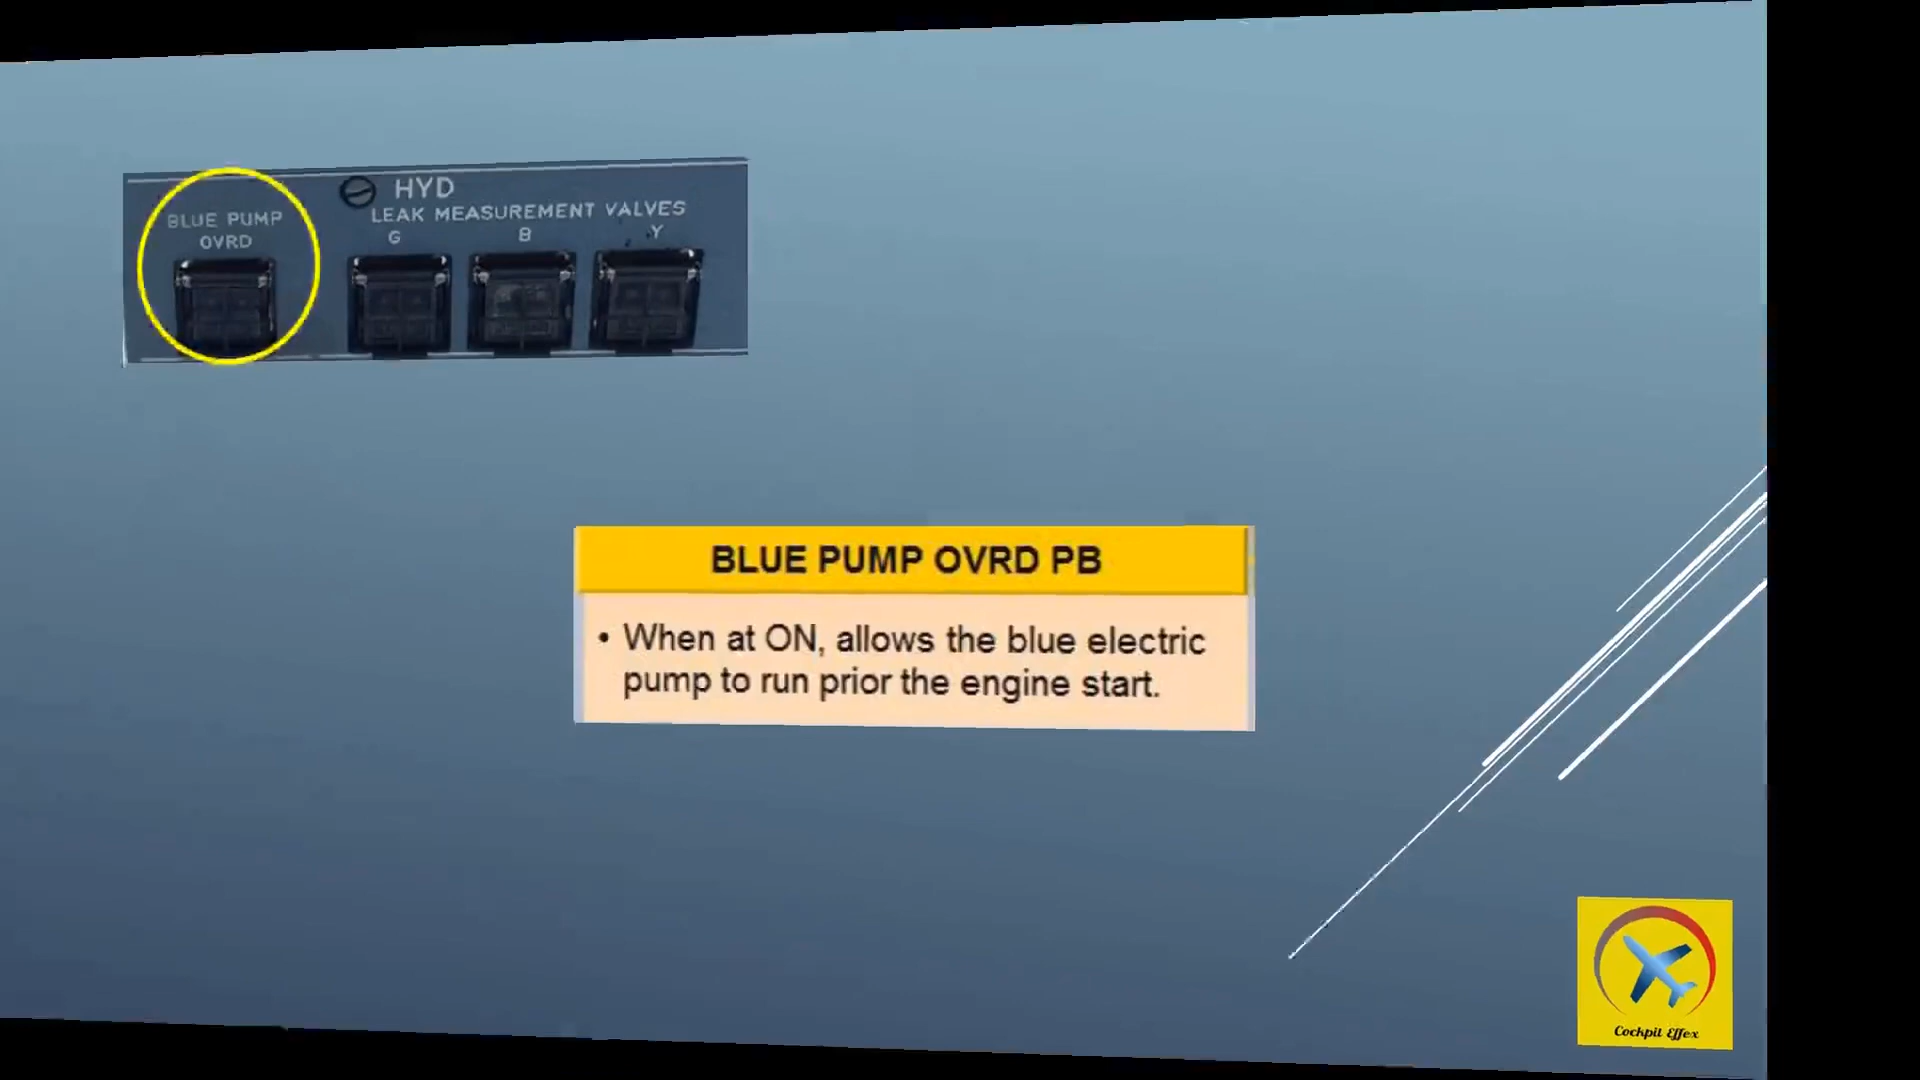 HYD
BLUE PUMP
OVRD
LEAK MEASUREMENT VALVES
G B Y
BLUE PUMP OVRD PB
• When at ON, allows the blue electric
pump to run prior the engine start.
Cockpit Effex